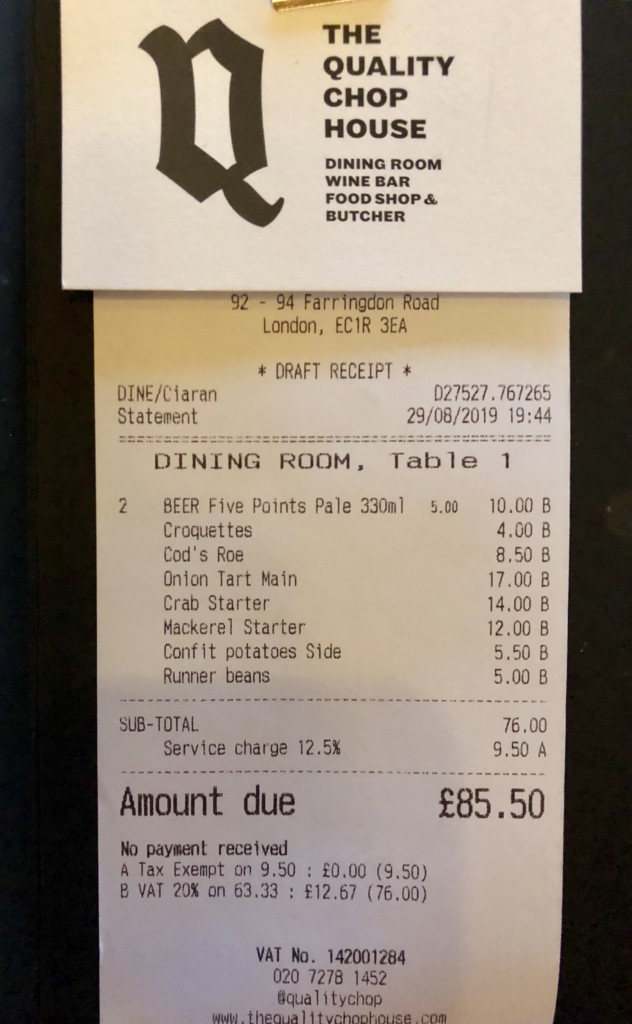 THE
QUALITY
CHOP
HOUSE
DINING ROOM
WINE BAR
FOOD SHOP &
BUTCHER
92 - 94 Farringdon Road
London, EC1R 3EA
* DRAFT RECEIPT *
DINE/Ciaran D27527.767265
Statement 29/08/2019 19:44
DINING ROOM, Table 1
2 BEER Five Points Pale 330ml 5.00 10.00 B
Croquettes 4.00 B
Cod's Roe 8.50 B
Onion Tart Main 17.00 B
Crab Starter 14.00 B
Mackerel Starter 12.00 B
Confit potatoes Side 5.50 B
Runner beans 5.00 B
SUB-TOTAL 76.00
Service charge 12.5% 9.50 A
Amount due £85.50
No payment received
A Tax Exempt on 9.50 : £0.00 (9.50)
B VAT 20% on 63.33 : £12.67 (76.00)
VAT No. 142001284
020 7278 1452
@qualitychop
www.thequalitychophouse.com